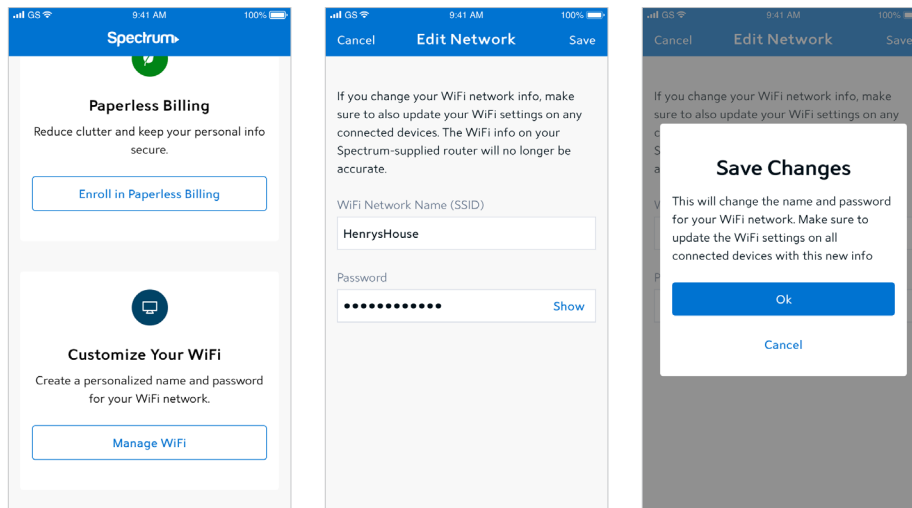 GS 9:41 AM 100%
Spectrum
Paperless Billing
Reduce clutter and keep your personal info
secure.
Enroll in Paperless Billing
Customize Your WiFi
Create a personalized name and password
for your WiFi network.
Manage WiFi
GS 9:41 AM 100%
Cancel Edit Network Save
If you change your WiFi network info, make
sure to also update your WiFi settings on any
connected devices. The WiFi info on your
Spectrum-supplied router will no longer be
accurate.
WiFi Network Name (SSID)
HenrysHouse
Password
•••••••••••• Show
GS 9:41 AM 100%
Cancel Edit Network Save
If you change your WiFi network info, make
sure to also update your WiFi settings on any
Save Changes
This will change the name and password
for your WiFi network. Make sure to
update the WiFi settings on all
connected devices with this new info
Ok
Cancel